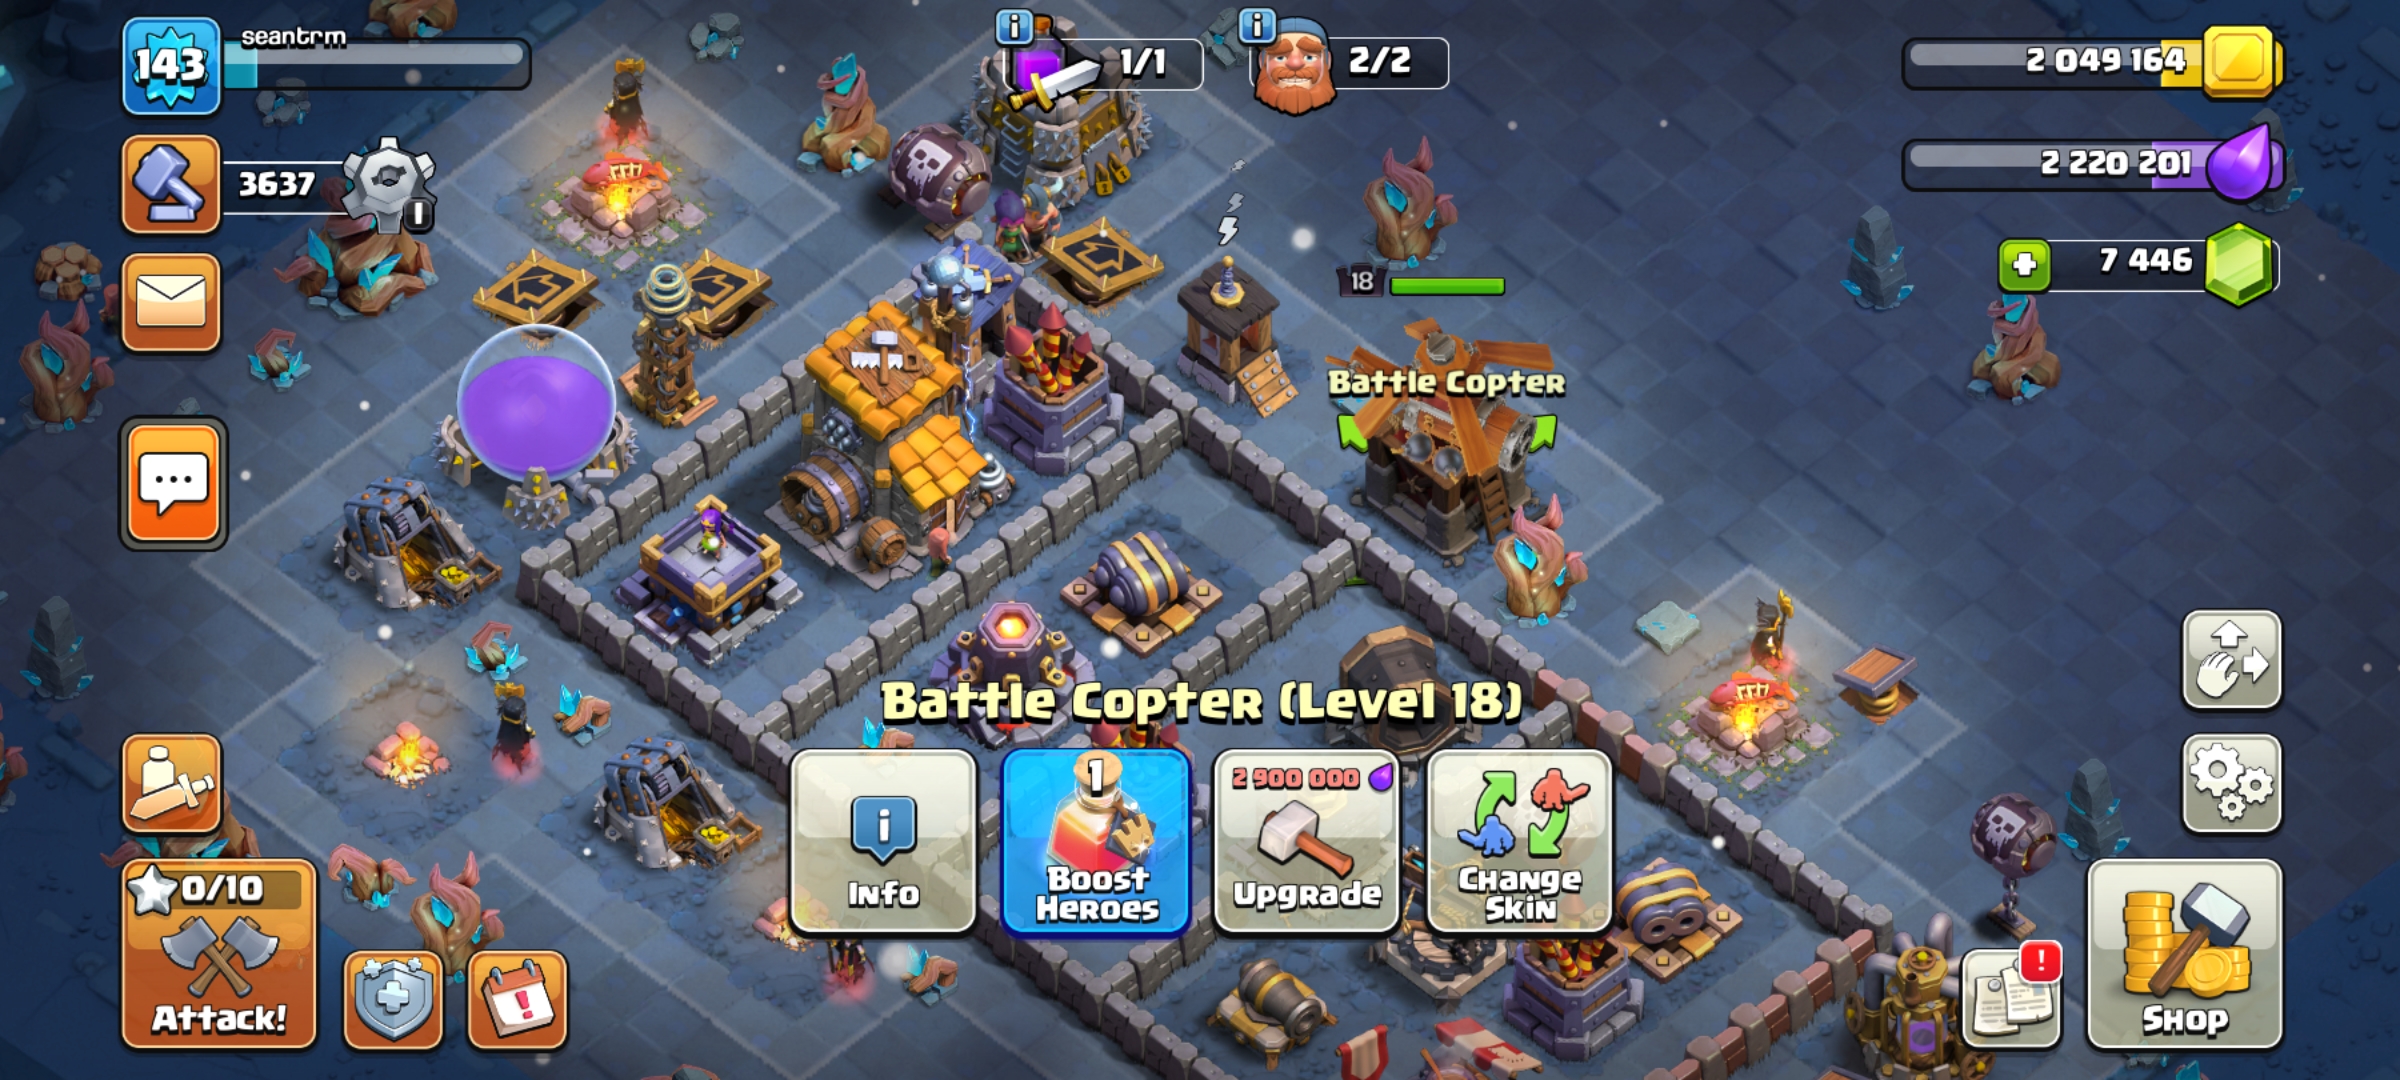 143
seantrm
1/1
2/2
2 049 164
3637
1
2 220 201
7 446
18
Battle Copter
Battle Copter (Level 18)
Info
1
Boost
Heroes
2 900 000
Upgrade
Change
Skin
0/10
Attack!
!
!
Shop